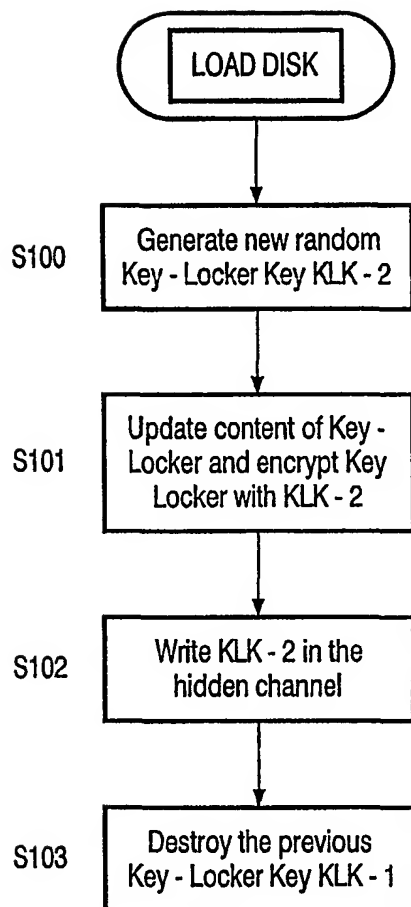 LOAD DISK
S100
Generate new random
Key - Locker Key KLK - 2
S101
Update content of Key -
Locker and encrypt Key
Locker with KLK - 2
S102
Write KLK - 2 in the
hidden channel
S103
Destroy the previous
Key - Locker Key KLK - 1